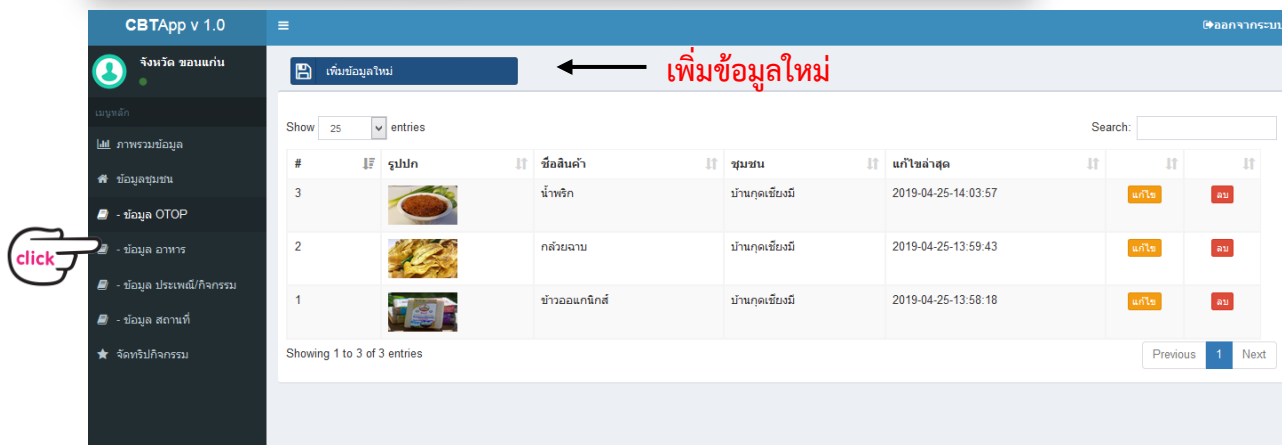 CBTApp v 1.0
ออกจากระบบ
จังหวัด ขอนแก่น
เพิ่มข้อมูลใหม่
เพิ่มข้อมูลใหม่
เมนูหลัก
ภาพรวมข้อมูล
ข้อมูลชุมชน
- ข้อมูล OTOP
- ข้อมูล อาหาร
- ข้อมูล ประเพณี/กิจกรรม
- ข้อมูล สถานที่
จัดทริปกิจกรรม
click
Show 25 entries
Search:
# รูปปก ชื่อสินค้า ชุมชน แก้ไขล่าสุด
3 น้ำพริก บ้านกุดเชียงมี 2019-04-25-14:03:57 แก้ไข ลบ
2 กล้วยฉาบ บ้านกุดเชียงมี 2019-04-25-13:59:43 แก้ไข ลบ
1 ข้าวออแกนิกส์ บ้านกุดเชียงมี 2019-04-25-13:58:18 แก้ไข ลบ
Showing 1 to 3 of 3 entries
Previous 1 Next